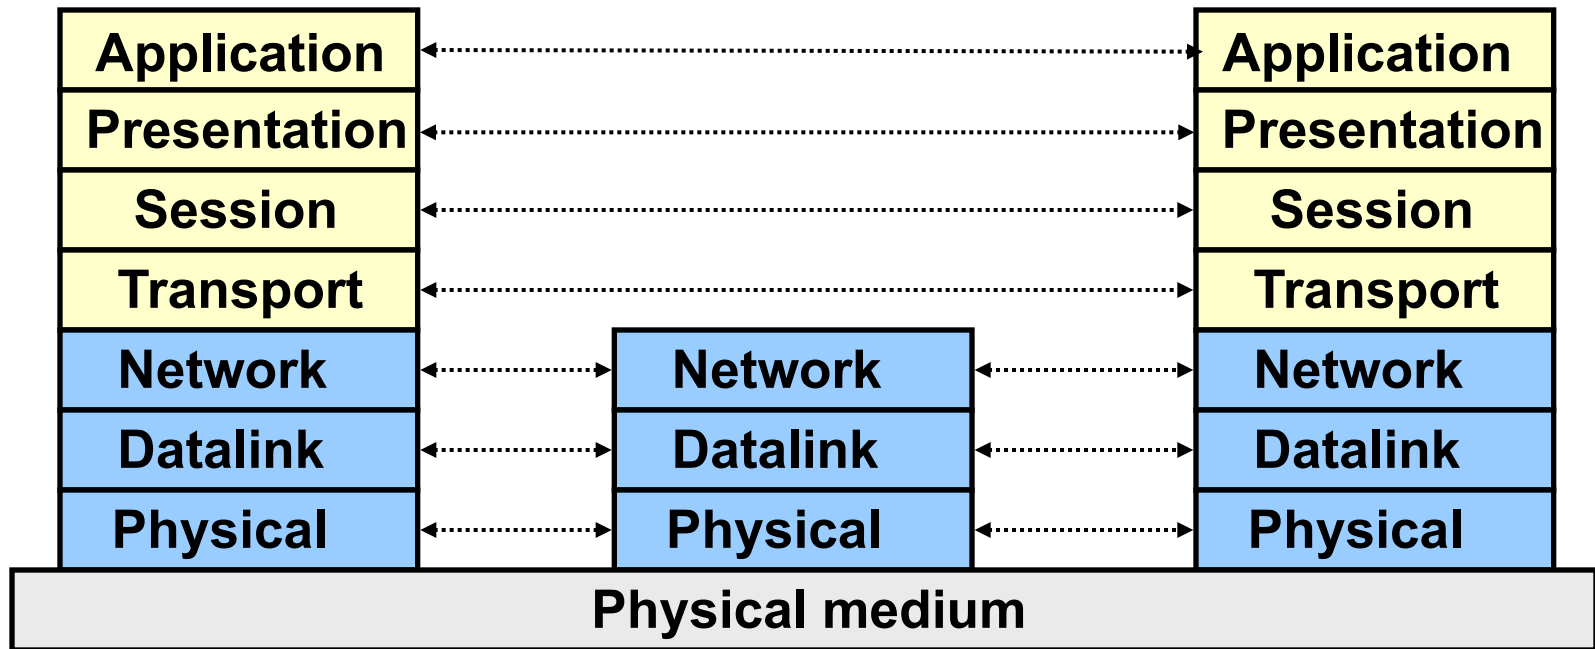 Application
Application
Presentation
Presentation
Session
Session
Transport
Transport
Network
Network
Network
Datalink
Datalink
Datalink
Physical
Physical
Physical
Physical medium